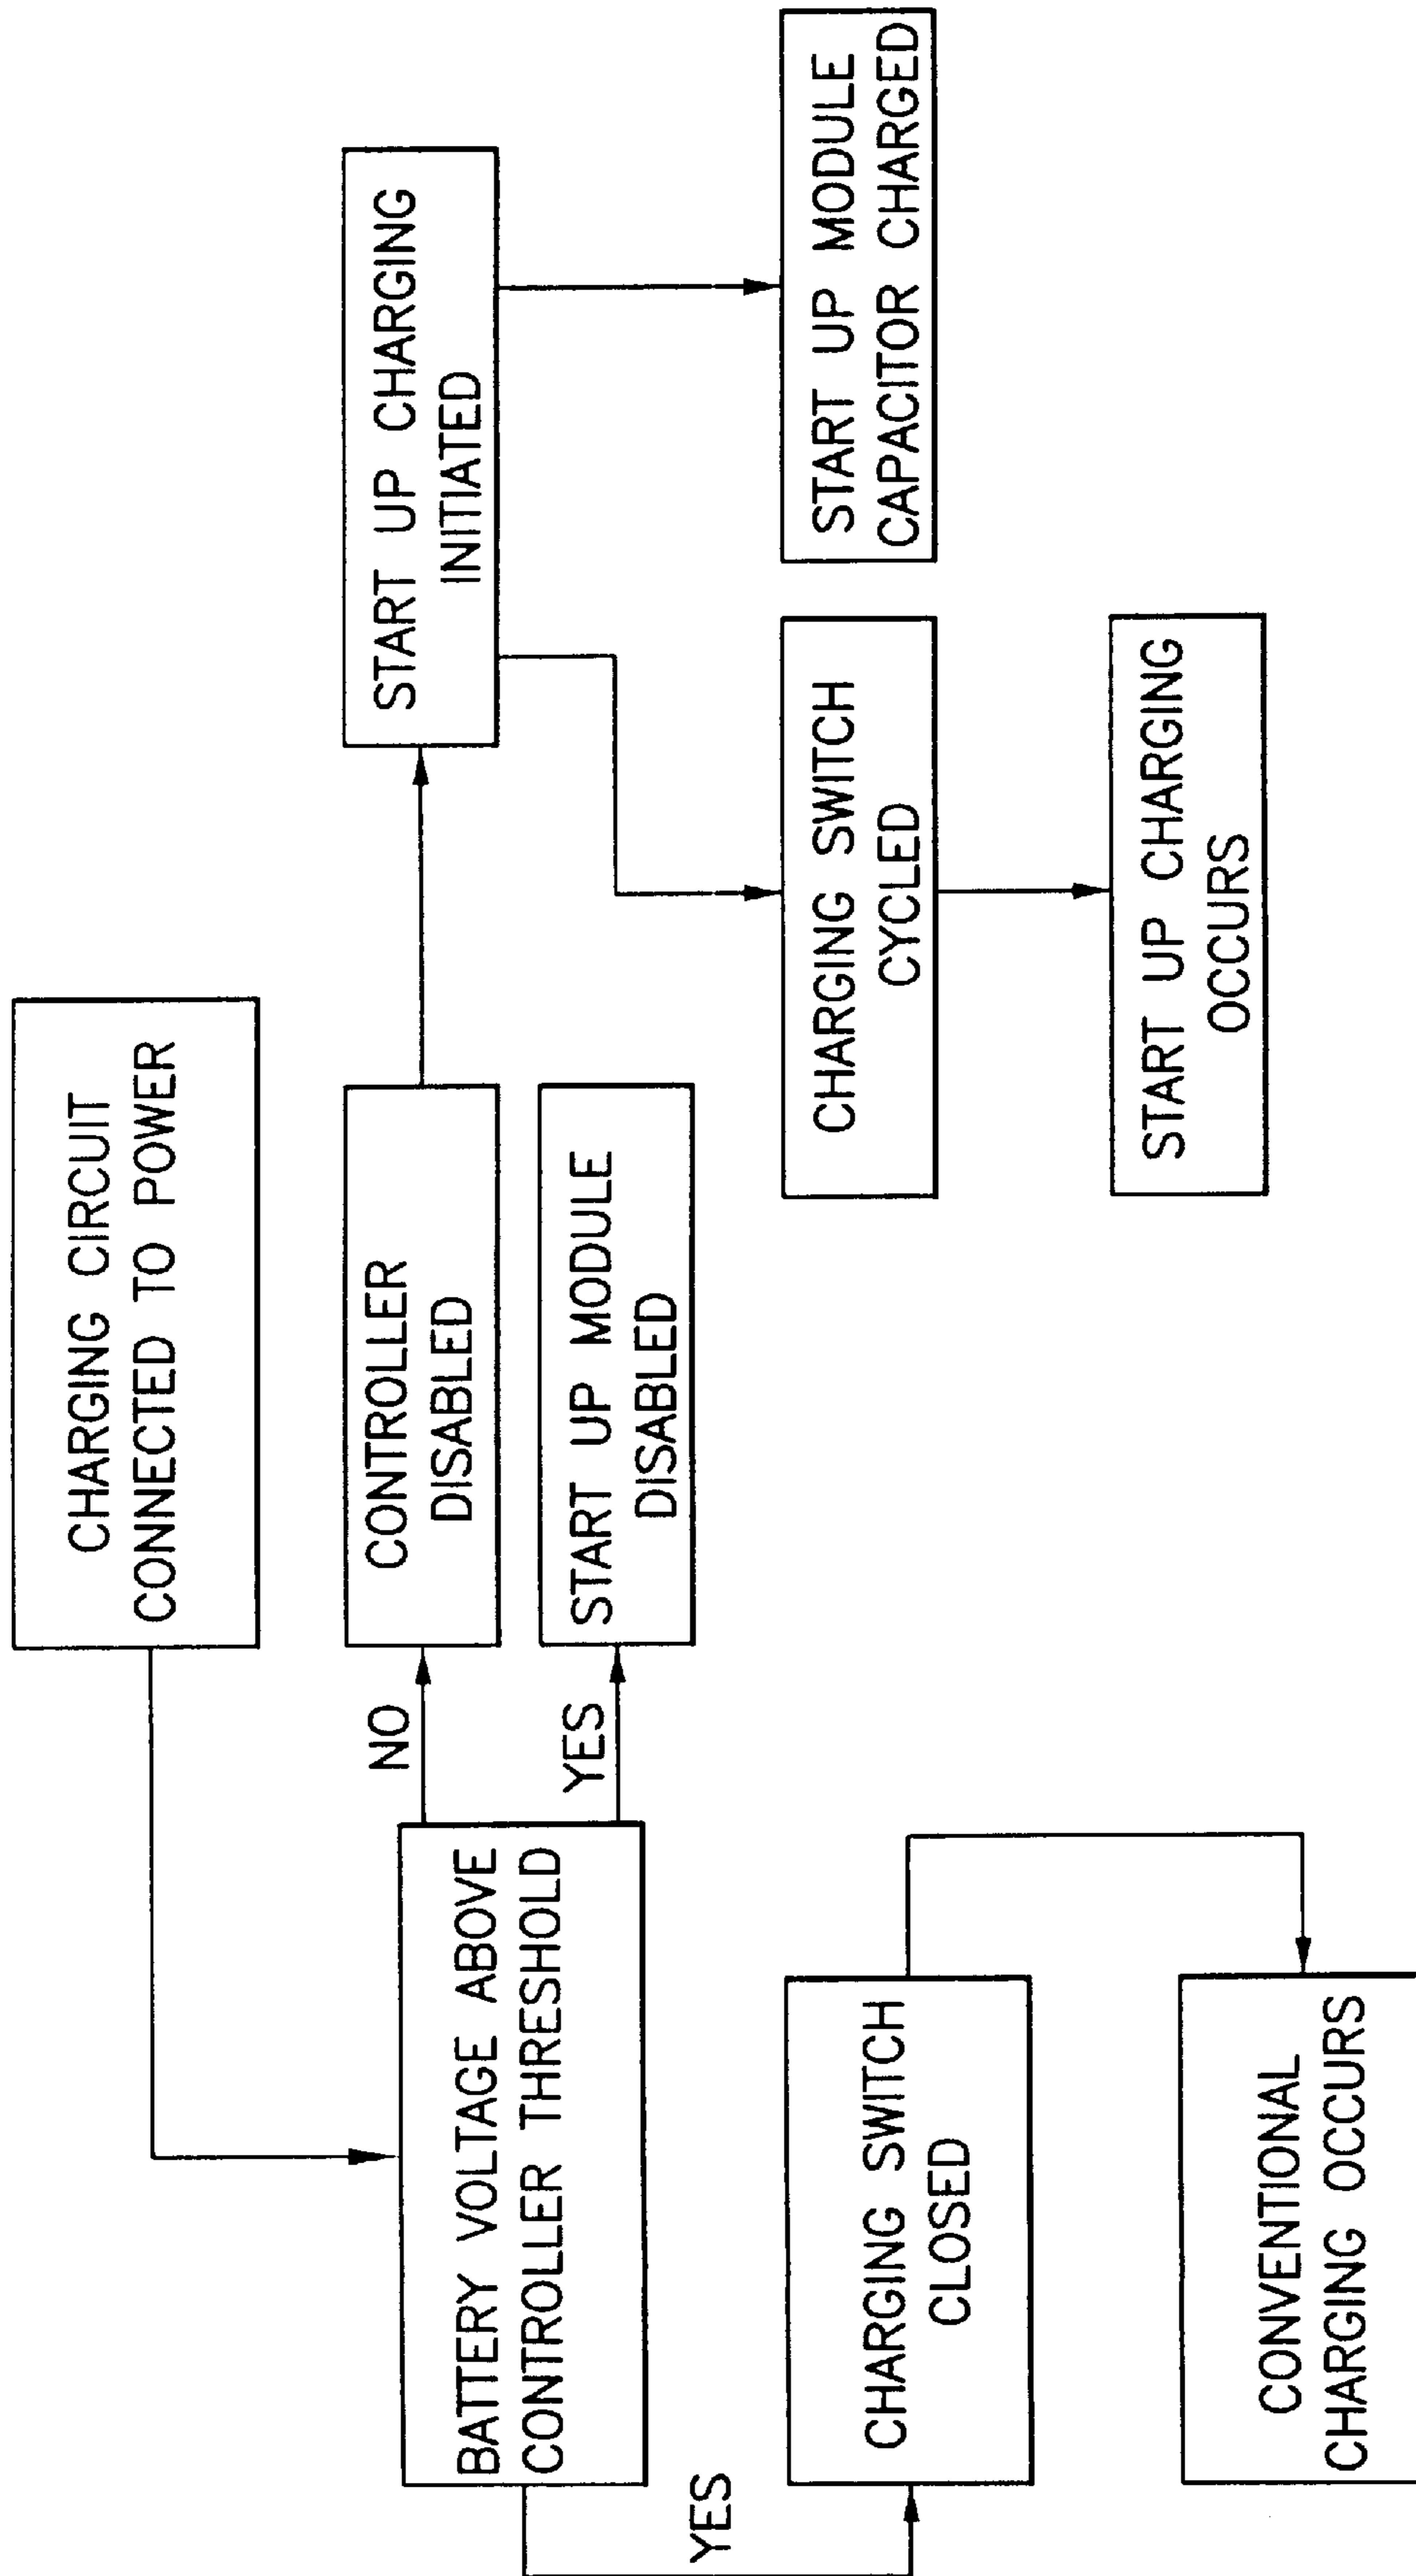 CHARGING CIRCUIT
CONNECTED TO POWER
BATTERY VOLTAGE ABOVE
CONTROLLER THRESHOLD
NO
CONTROLLER
DISABLED
START UP CHARGING
INITIATED
YES
START UP MODULE
DISABLED
YES
CHARGING SWITCH
CLOSED
CHARGING SWITCH
CYCLED
START UP MODULE
CAPACITOR CHARGED
CONVENTIONAL
CHARGING OCCURS
START UP CHARGING
OCCURS